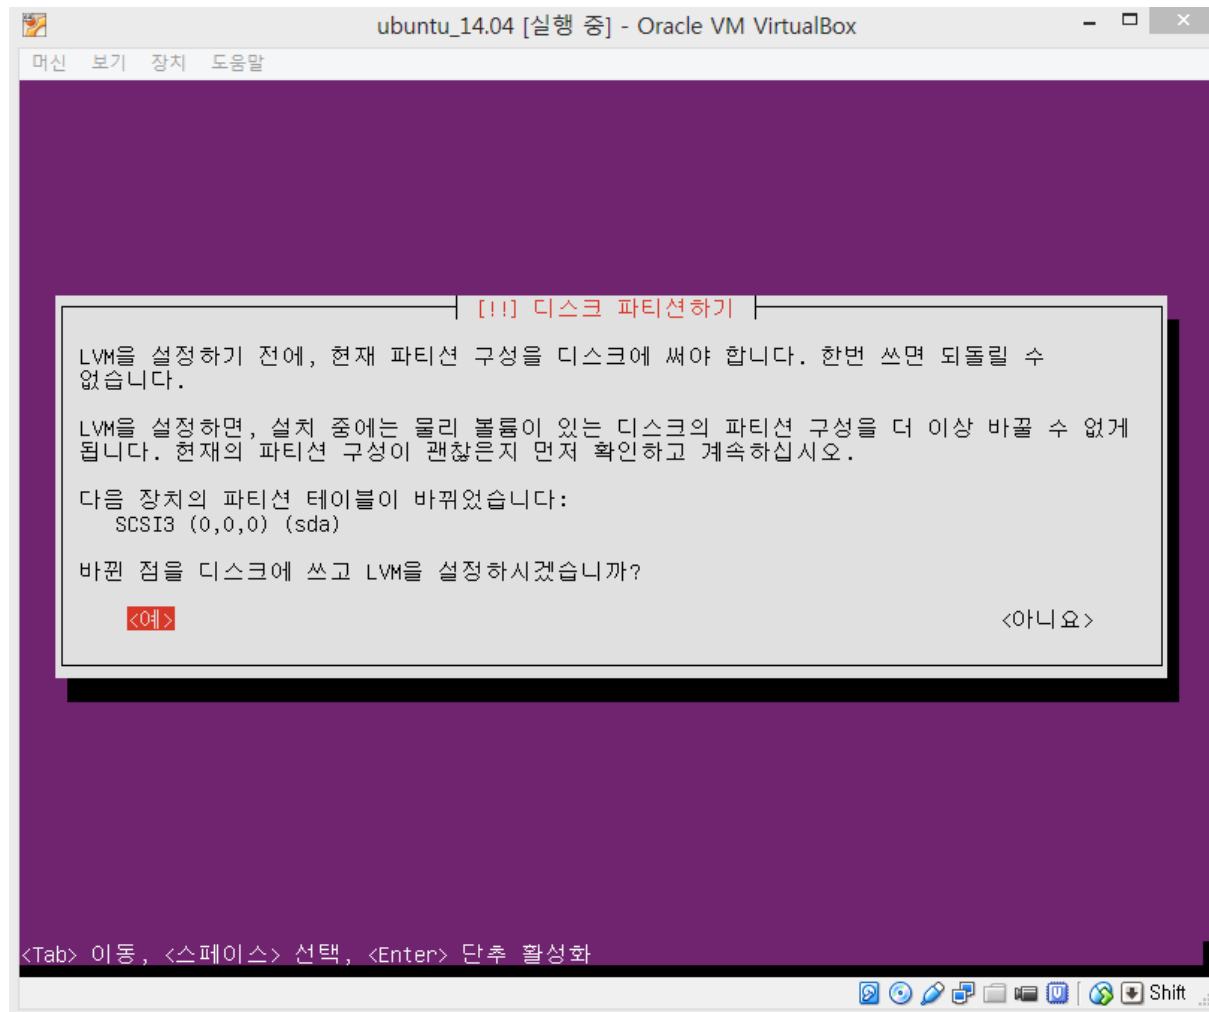 ubuntu_14.04 [실행 중] - Oracle VM VirtualBox
머신 보기 장치 도움말
[!!] 디스크 파티션하기
LVM을 설정하기 전에, 현재 파티션 구성을 디스크에 써야 합니다. 한번 쓰면 되돌릴 수
없습니다.
LVM을 설정하면, 설치 중에는 물리 볼륨이 있는 디스크의 파티션 구성을 더 이상 바꿀 수 없게
됩니다. 현재의 파티션 구성이 괜찮은지 먼저 확인하고 계속하십시오.
다음 장치의 파티션 테이블이 바뀌었습니다:
SCSI3 (0,0,0) (sda)
바뀐 점을 디스크에 쓰고 LVM을 설정하시겠습니까?
<예> <아니요>
<Tab> 이동, <스페이스> 선택, <Enter> 단추 활성화
Shift